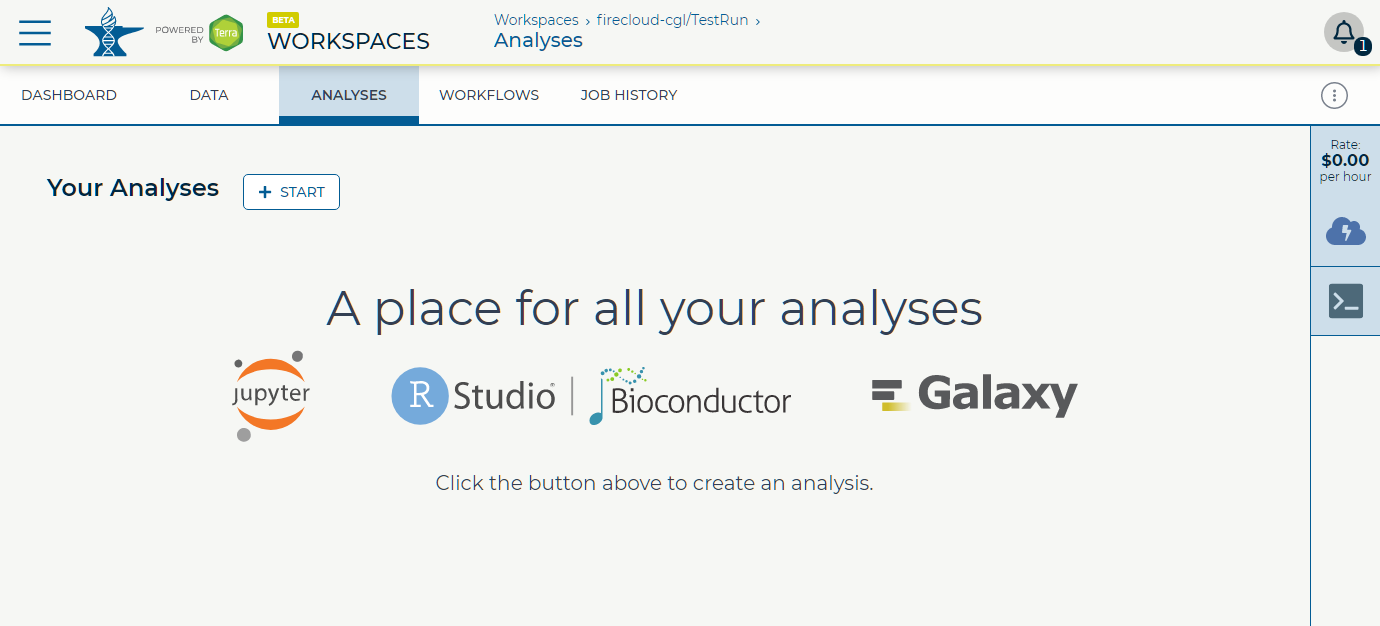 POWERED
BY
Terra
BETA
WORKSPACES
Workspaces › firecloud-cgl/TestRun ›
Analyses
1
DASHBOARD DATA ANALYSES WORKFLOWS JOB HISTORY
Rate:
$0.00
per hour
Your Analyses + START
A place for all your analyses
jupyter
R Studio® | Bioconductor
Galaxy
Click the button above to create an analysis.